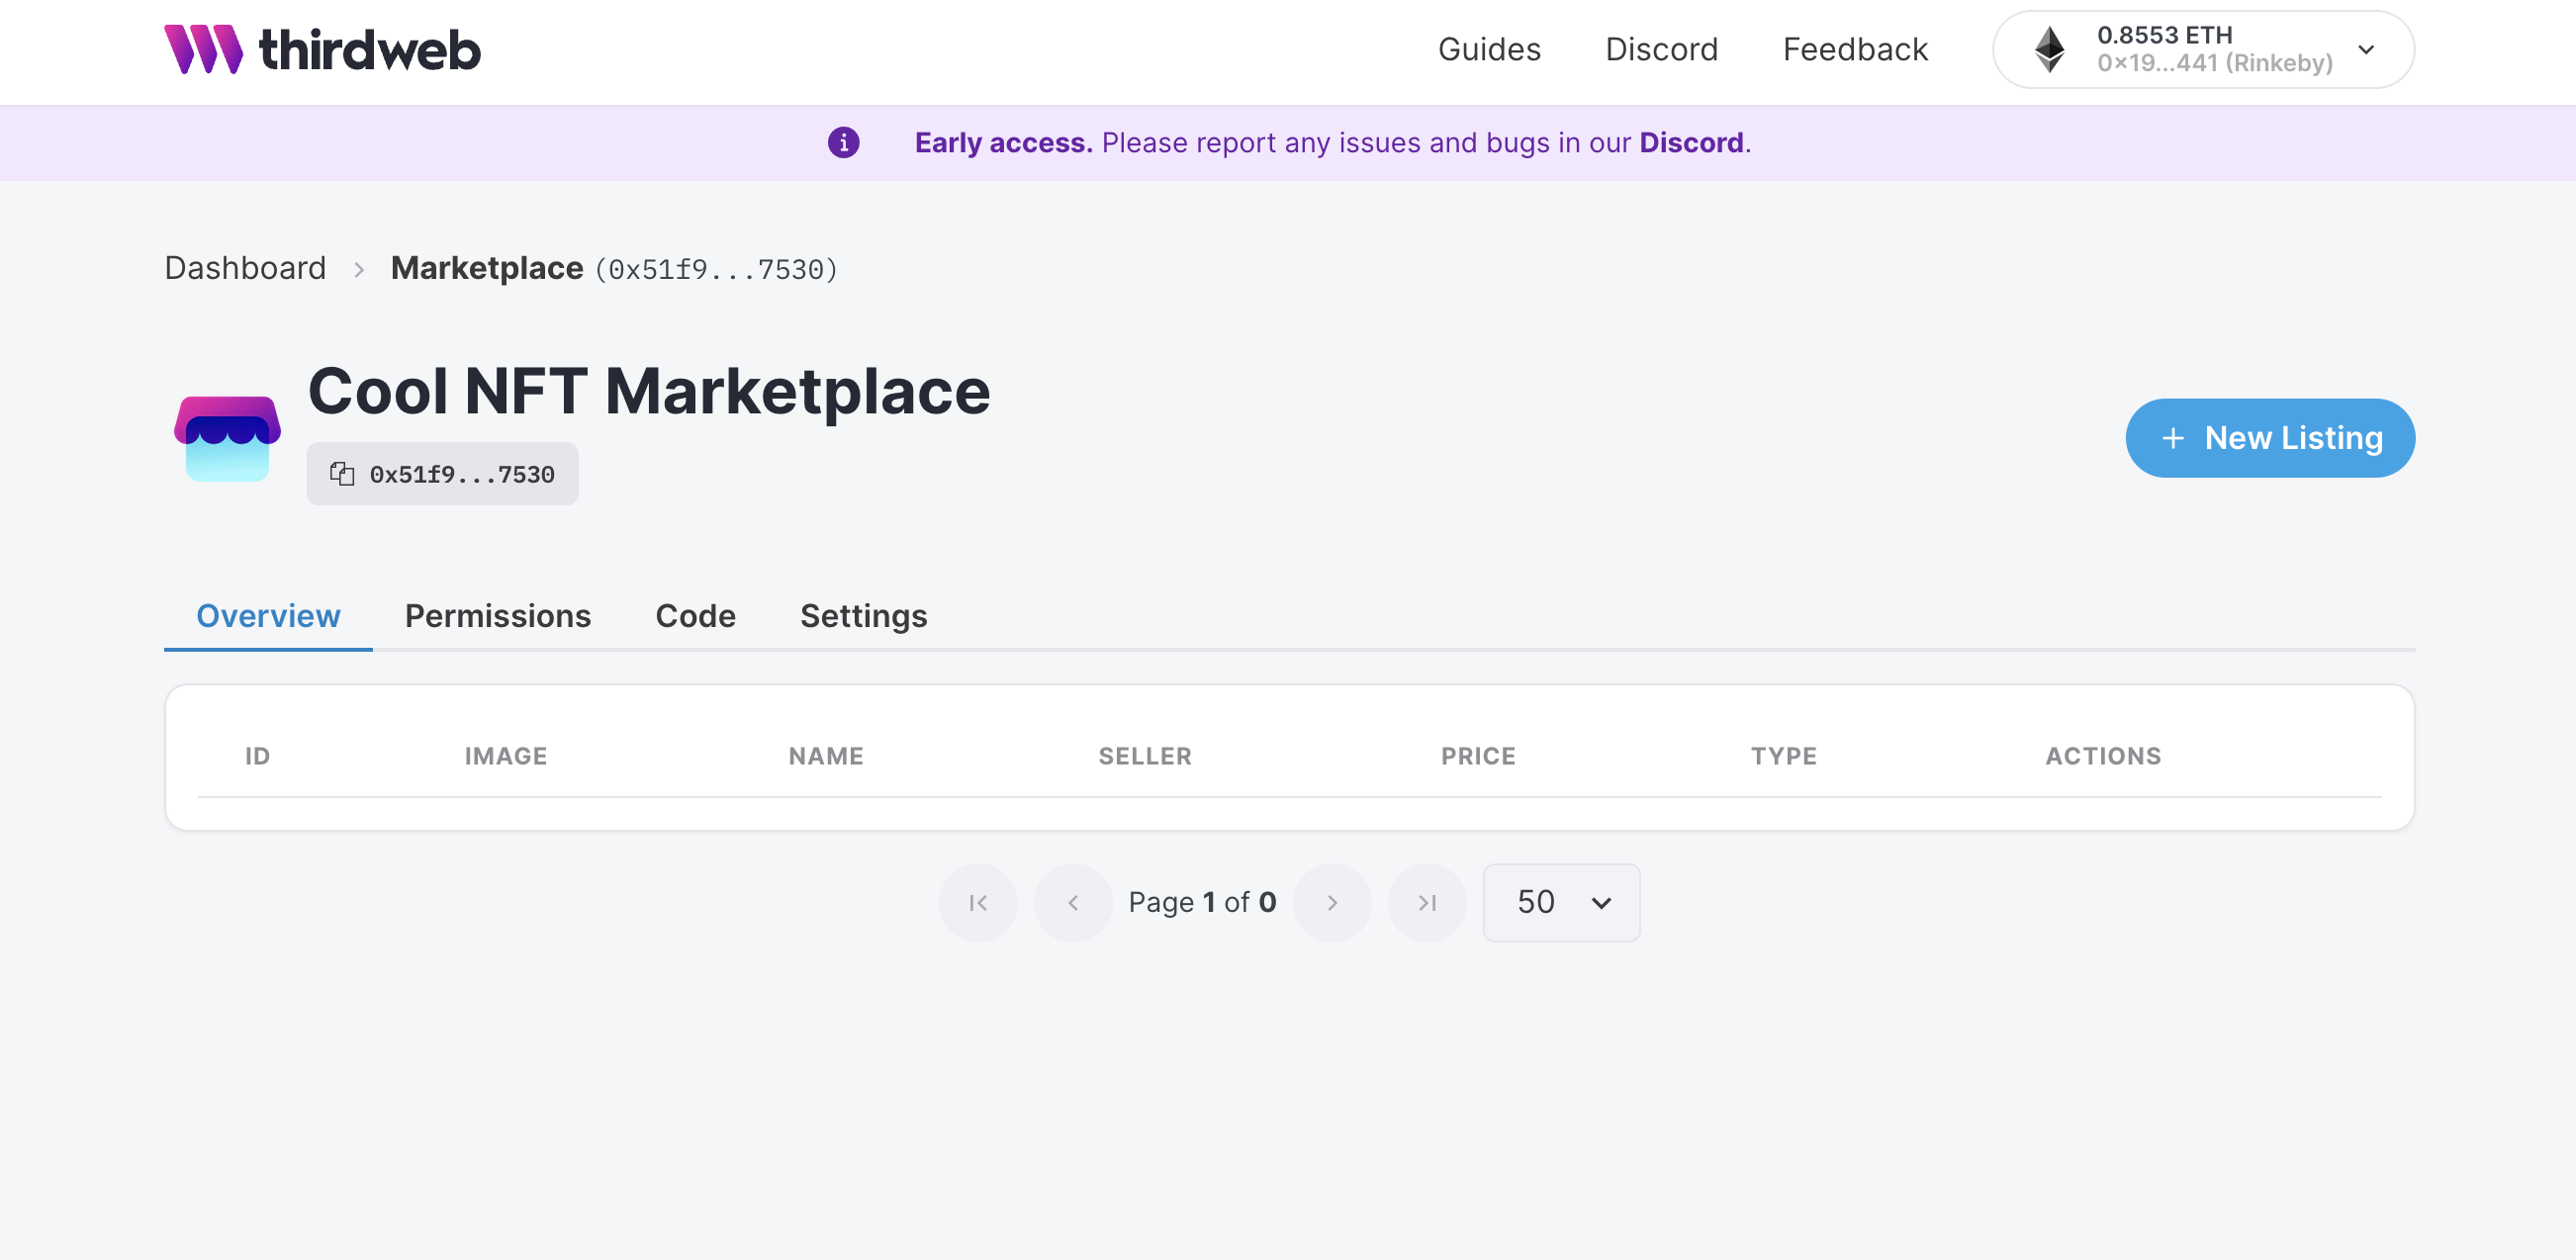 thirdweb
Guides Discord Feedback
0.8553 ETH
0x19...441 (Rinkeby)
Early access. Please report any issues and bugs in our Discord.
Dashboard Marketplace (0x51f9...7530)
Cool NFT Marketplace
0x51f9...7530
+ New Listing
Overview Permissions Code Settings
ID IMAGE NAME SELLER PRICE TYPE ACTIONS
Page 1 of 0 50